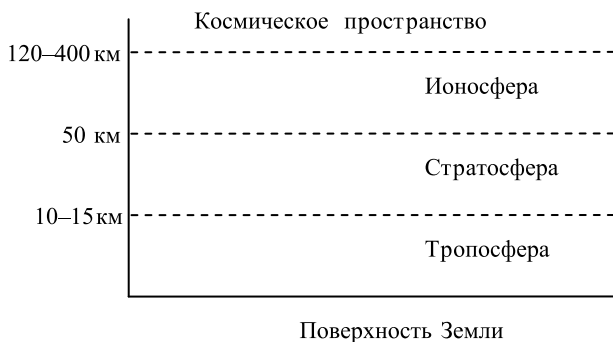 Космическое пространство
120–400 км
Ионосфера
50 км
Стратосфера
10–15 км
Тропосфера
Поверхность Земли